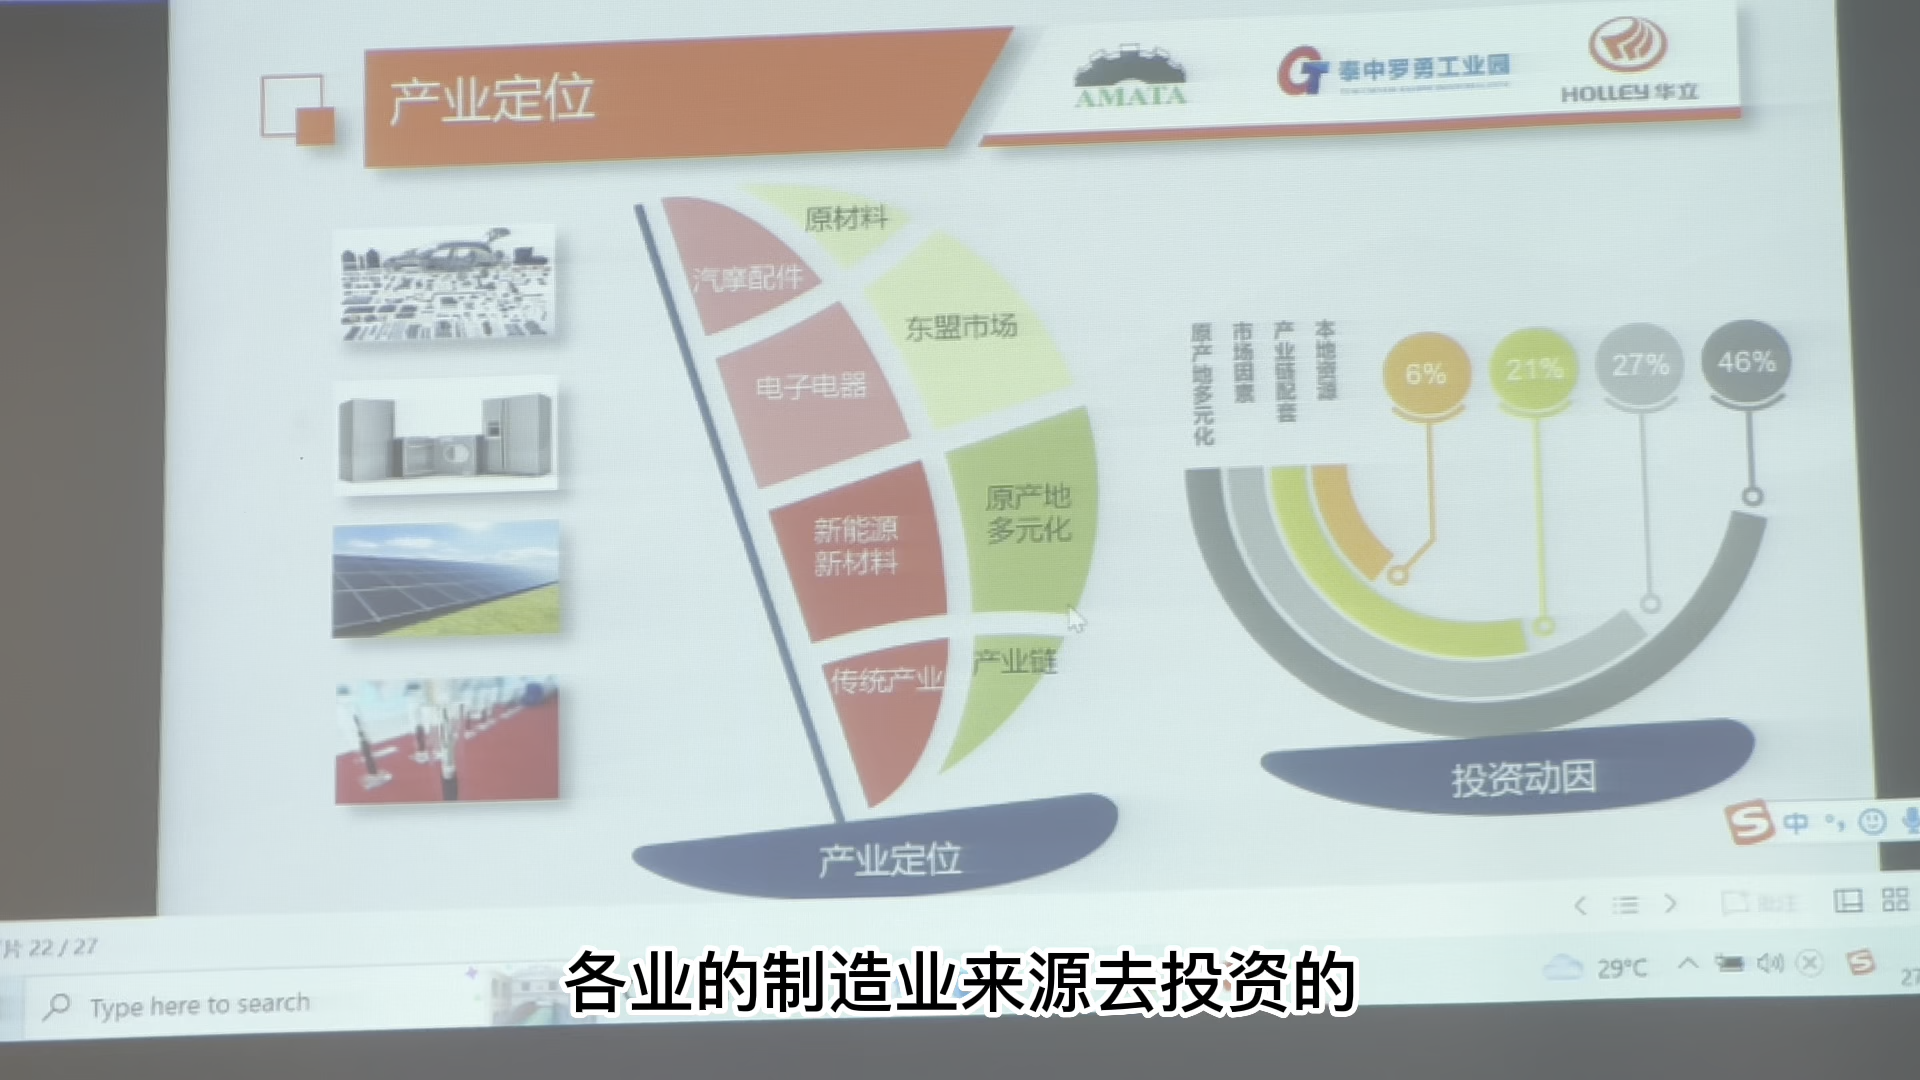 产业定位
AMATA
泰中罗勇工业园
HOLLEY 华立
原材料
汽摩配件
东盟市场
电子电器
原产地
多元化
新能源
新材料
产业链
传统产业
产业定位
原产地多元化
市场因素
产业链配套
本地资源
6%
21%
27%
46%
投资动因
中
片 22 / 27
Type here to search
29°C
各业的制造业来源去投资的